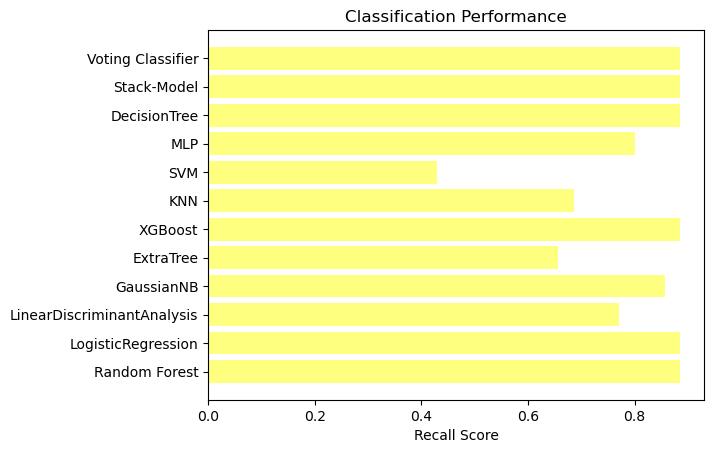 Classification Performance
Voting Classifier
Stack-Model
DecisionTree
MLP
SVM
KNN
XGBoost
ExtraTree
GaussianNB
LinearDiscriminantAnalysis
LogisticRegression
Random Forest
0.0 0.2 0.4 0.6 0.8
Recall Score